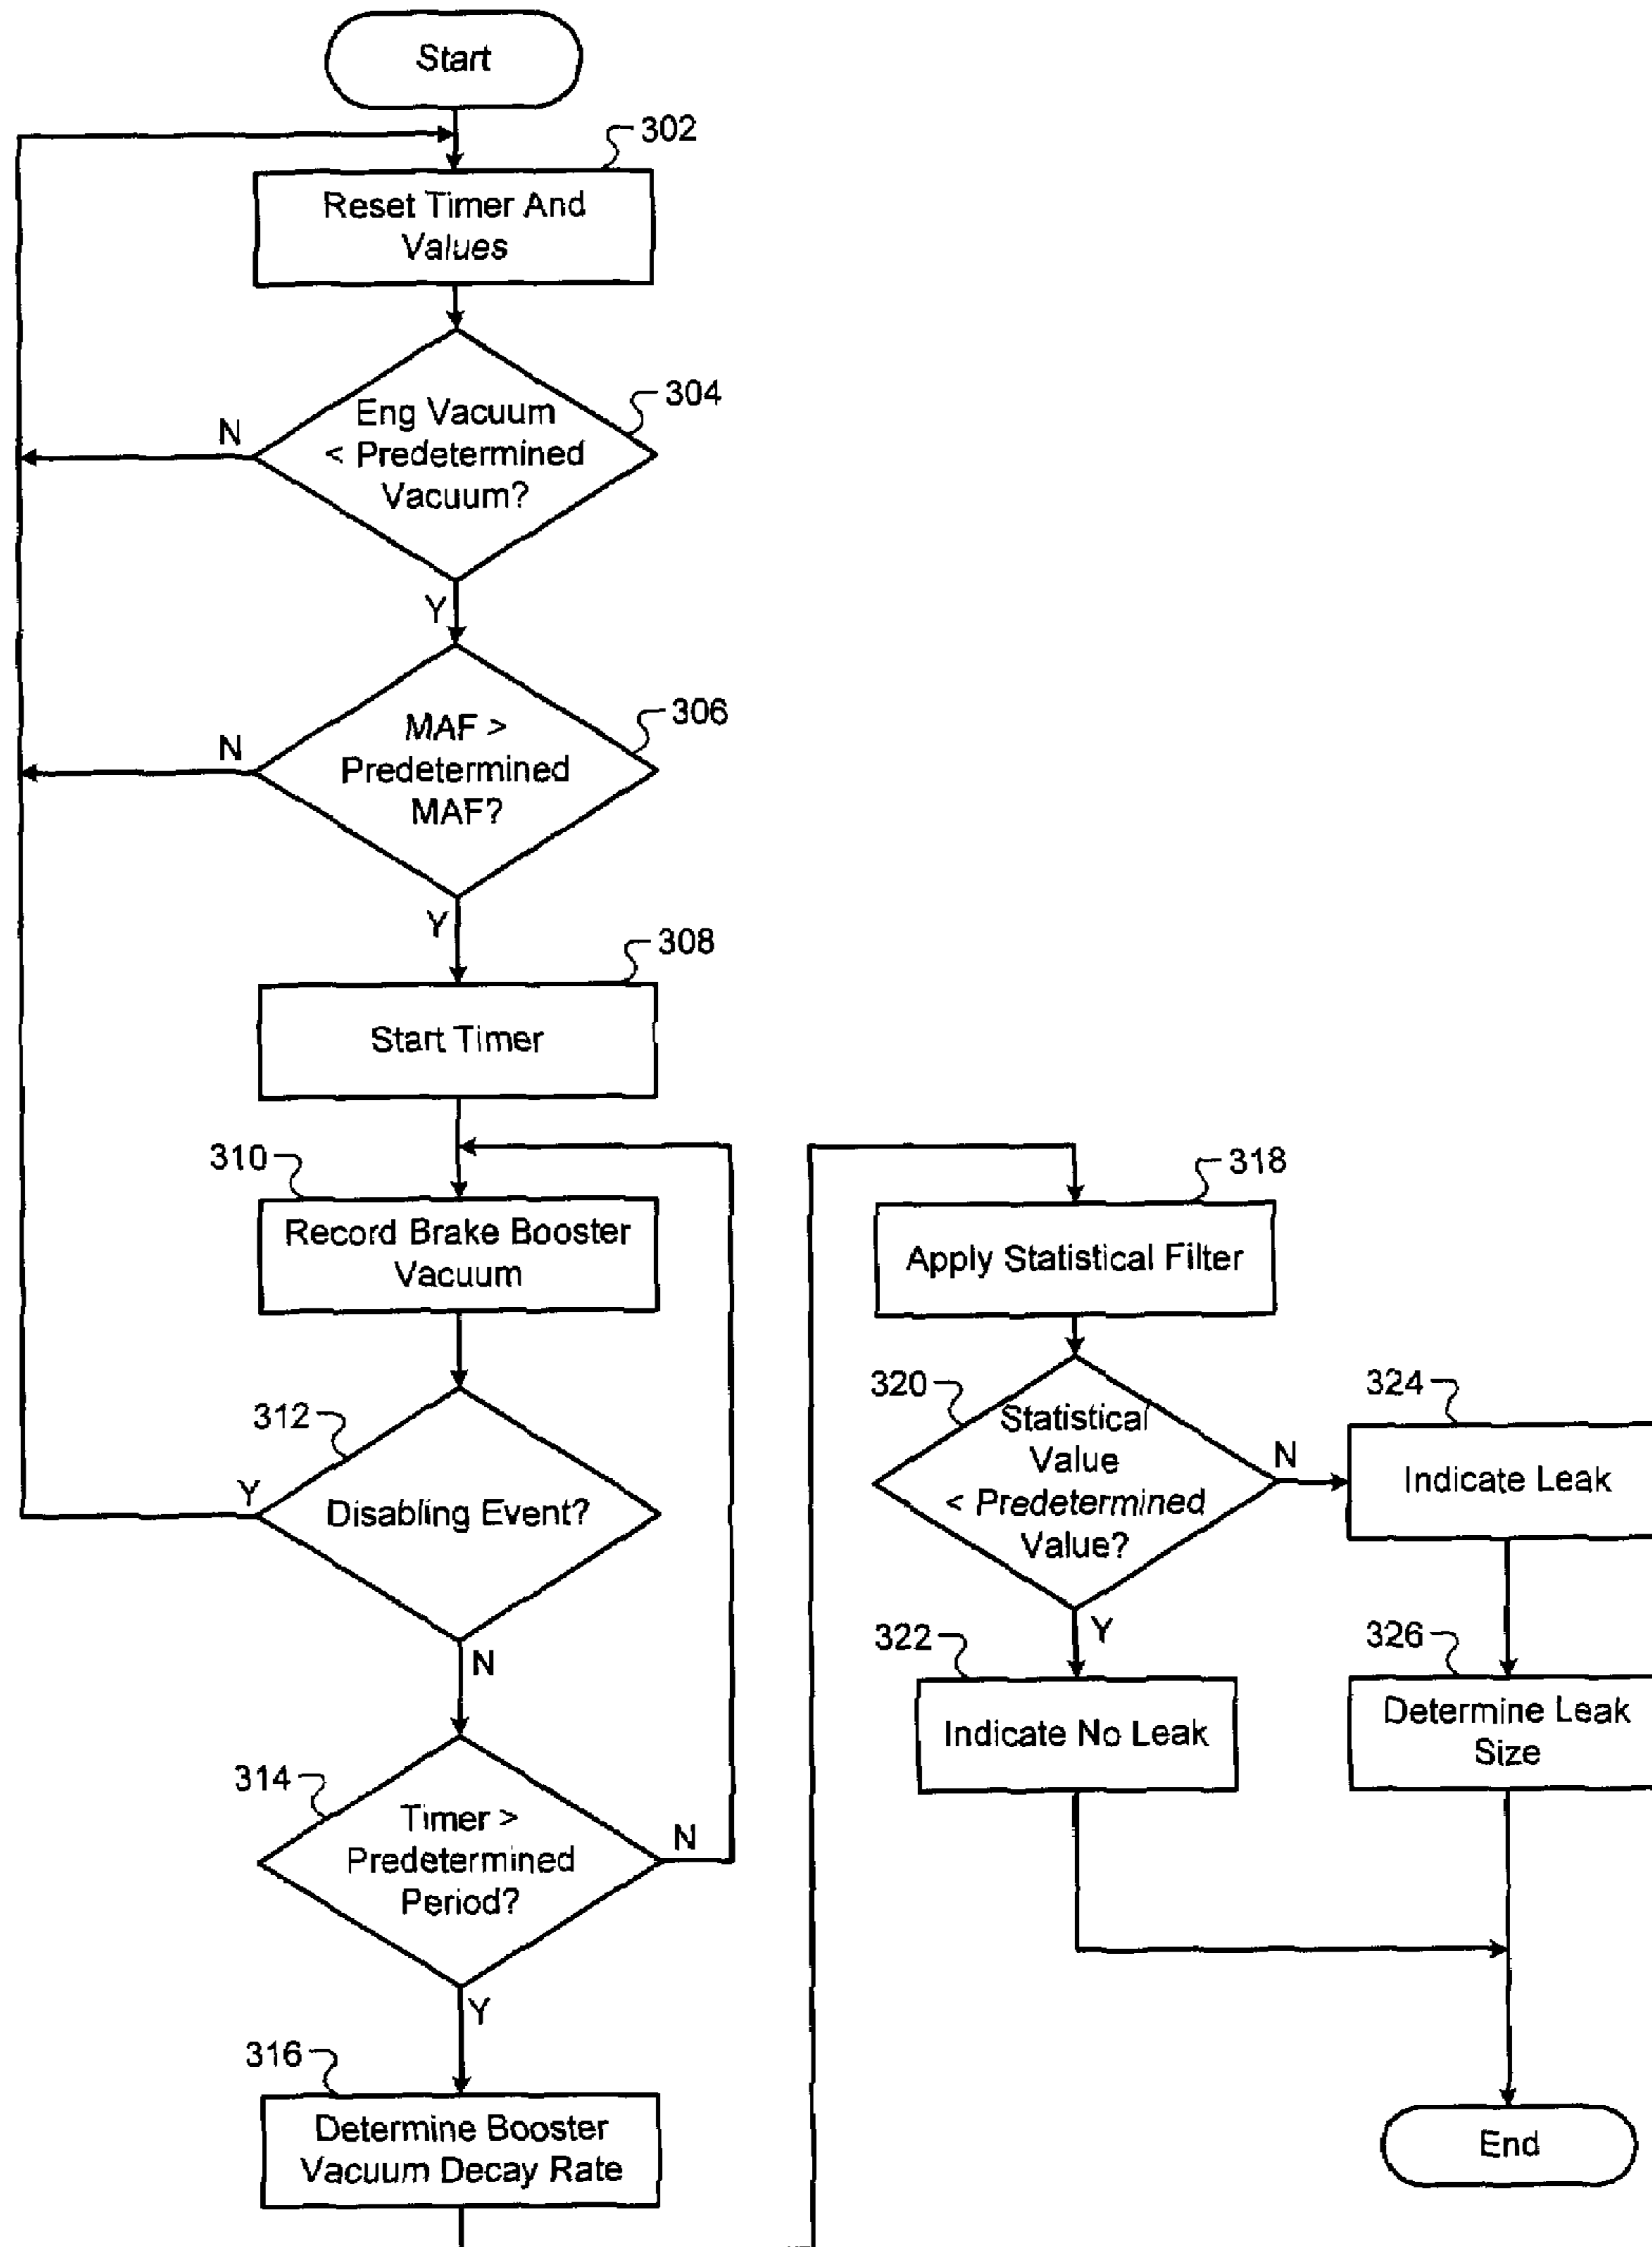 Start
302
Reset Timer And
Values
304
Eng Vacuum
< Predetermined
Vacuum?
N
Y
306
MAF >
Predetermined
MAF?
N
Y
308
Start Timer
310
Record Brake Booster
Vacuum
312
Disabling Event?
Y
N
314
Timer >
Predetermined
Period?
N
Y
316
Determine Booster
Vacuum Decay Rate
318
Apply Statistical Filter
320
Statistical
Value
< Predetermined
Value?
N
Y
324
Indicate Leak
322
Indicate No Leak
326
Determine Leak
Size
End